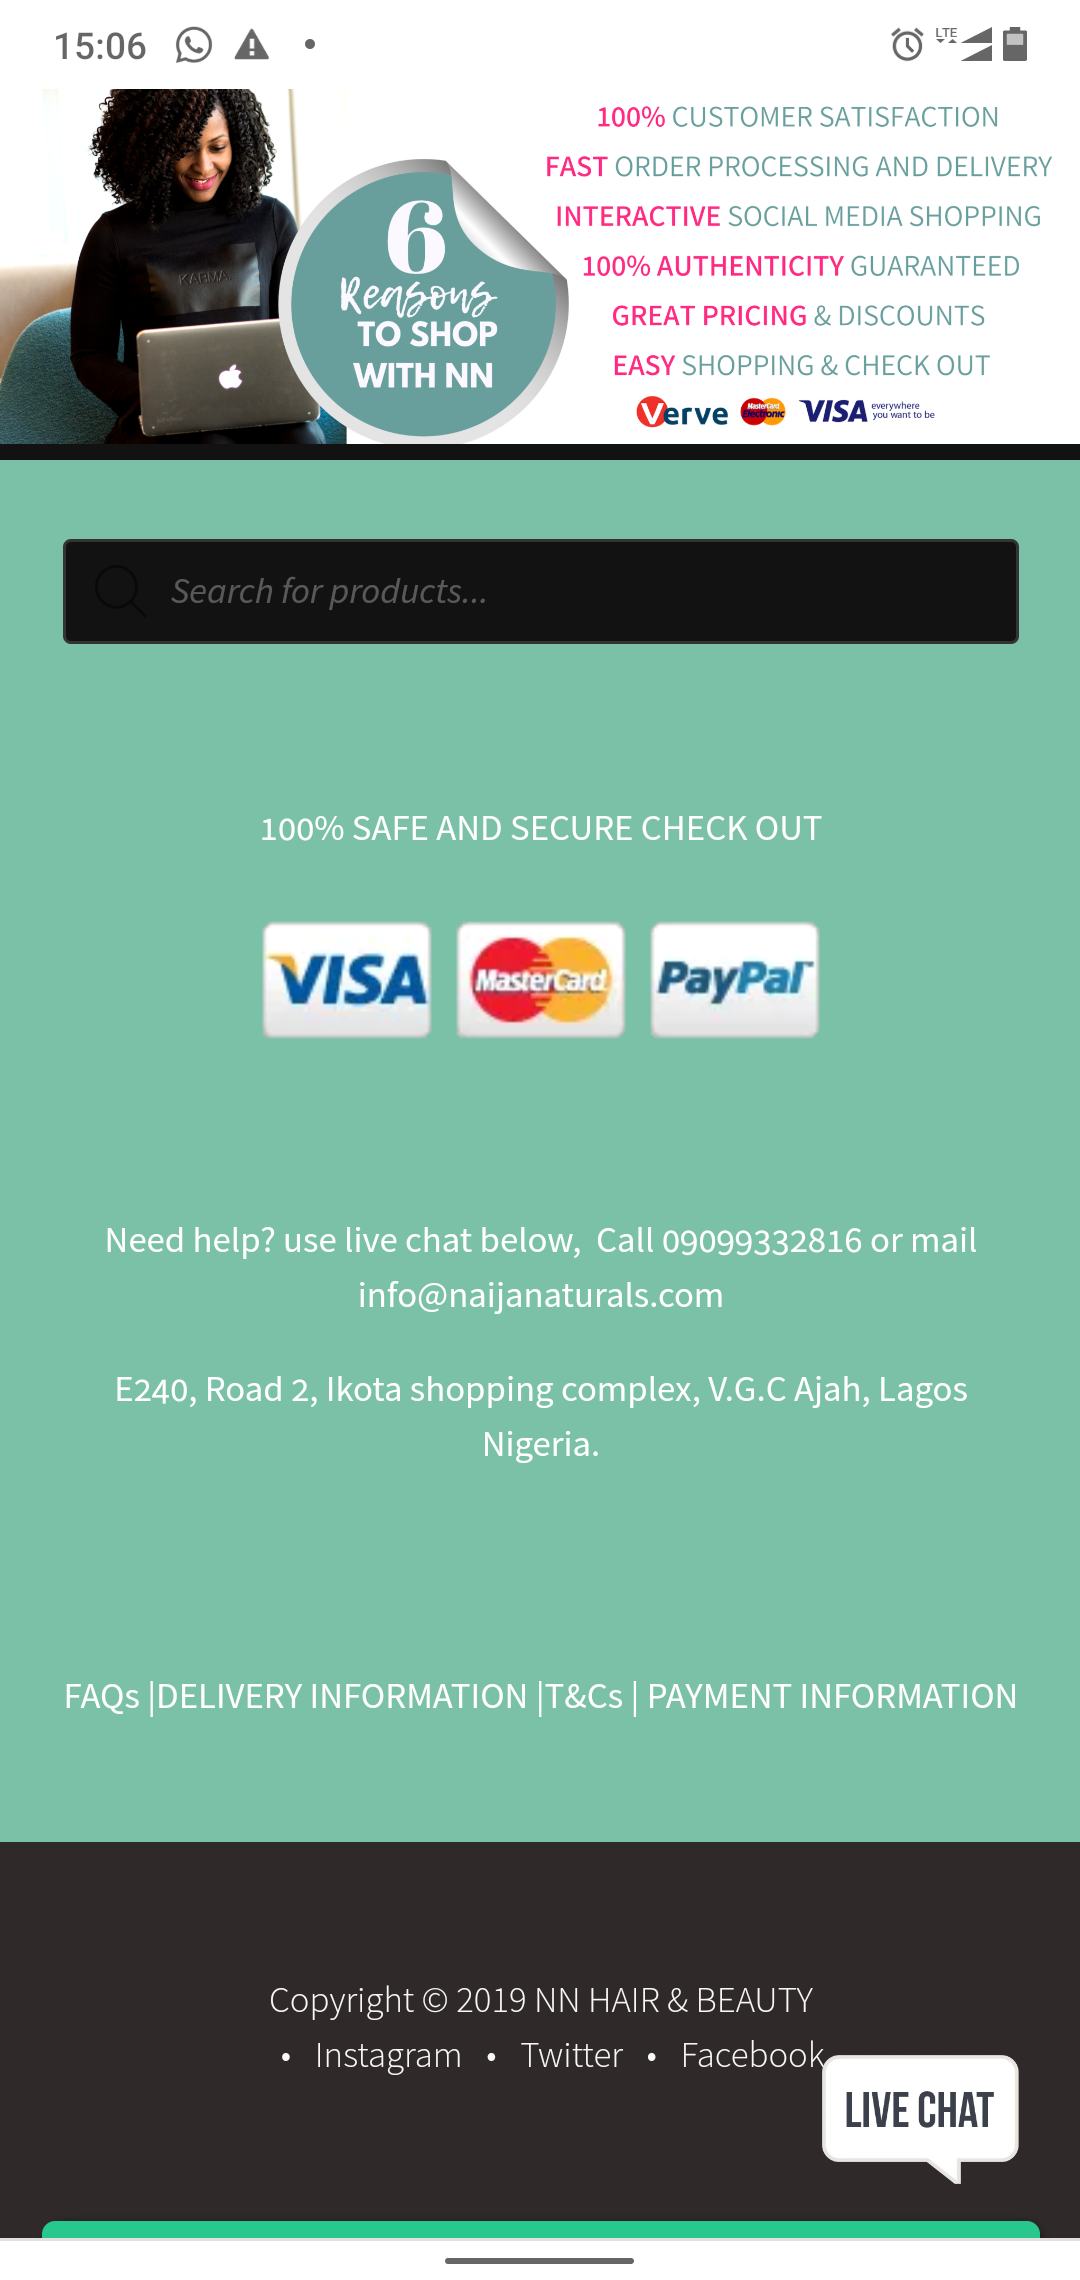 15:06
LTE
100% CUSTOMER SATISFACTION
FAST ORDER PROCESSING AND DELIVERY
INTERACTIVE SOCIAL MEDIA SHOPPING
100% AUTHENTICITY GUARANTEED
GREAT PRICING & DISCOUNTS
EASY SHOPPING & CHECK OUT
Verve MasterCard Electronic VISA everywhere you want to be
KARMA.
6
Reasons
TO SHOP
WITH NN
Search for products...
100% SAFE AND SECURE CHECK OUT
VISA MasterCard PayPal™
Need help? use live chat below, Call 09099332816 or mail
info@naijanaturals.com
E240, Road 2, Ikota shopping complex, V.G.C Ajah, Lagos
Nigeria.
FAQs |DELIVERY INFORMATION |T&Cs | PAYMENT INFORMATION
Copyright © 2019 NN HAIR & BEAUTY
• Instagram • Twitter • Facebook
LIVE CHAT